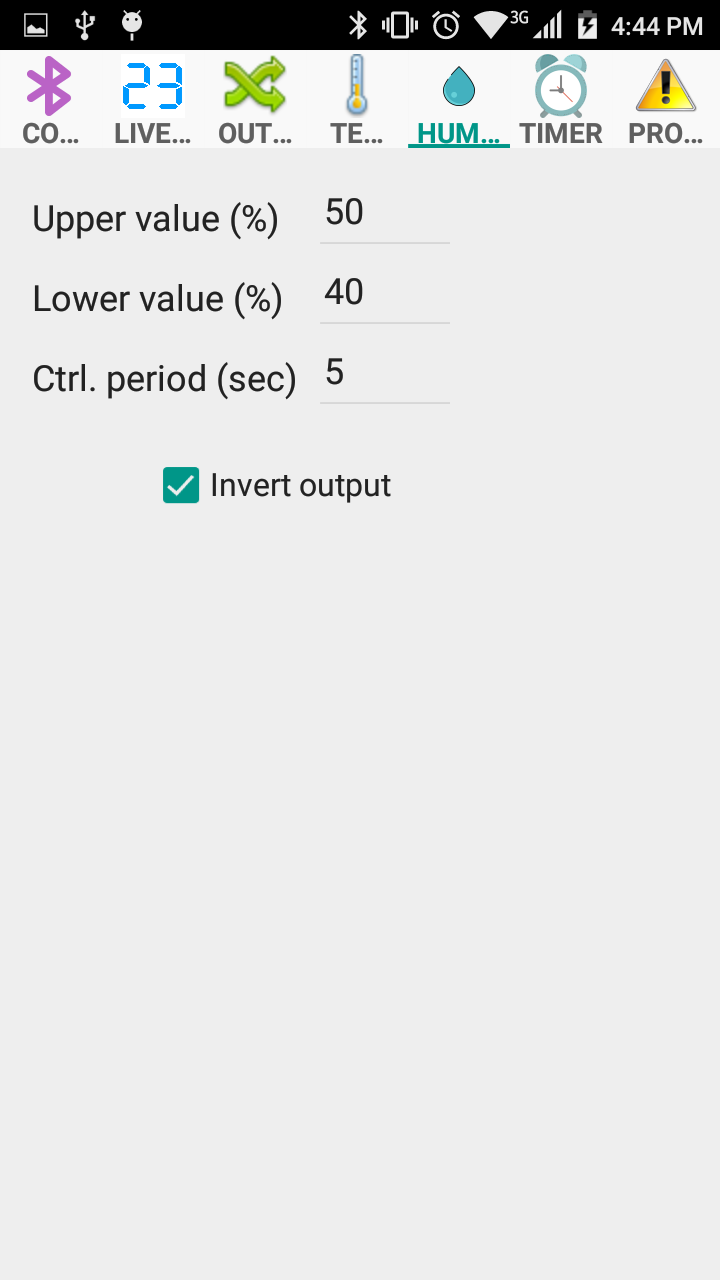 3G 4:44 PM
23
CO... LIVE... OUT... TE... HUM... TIMER PRO...
Upper value (%) 50
Lower value (%) 40
Ctrl. period (sec) 5
Invert output